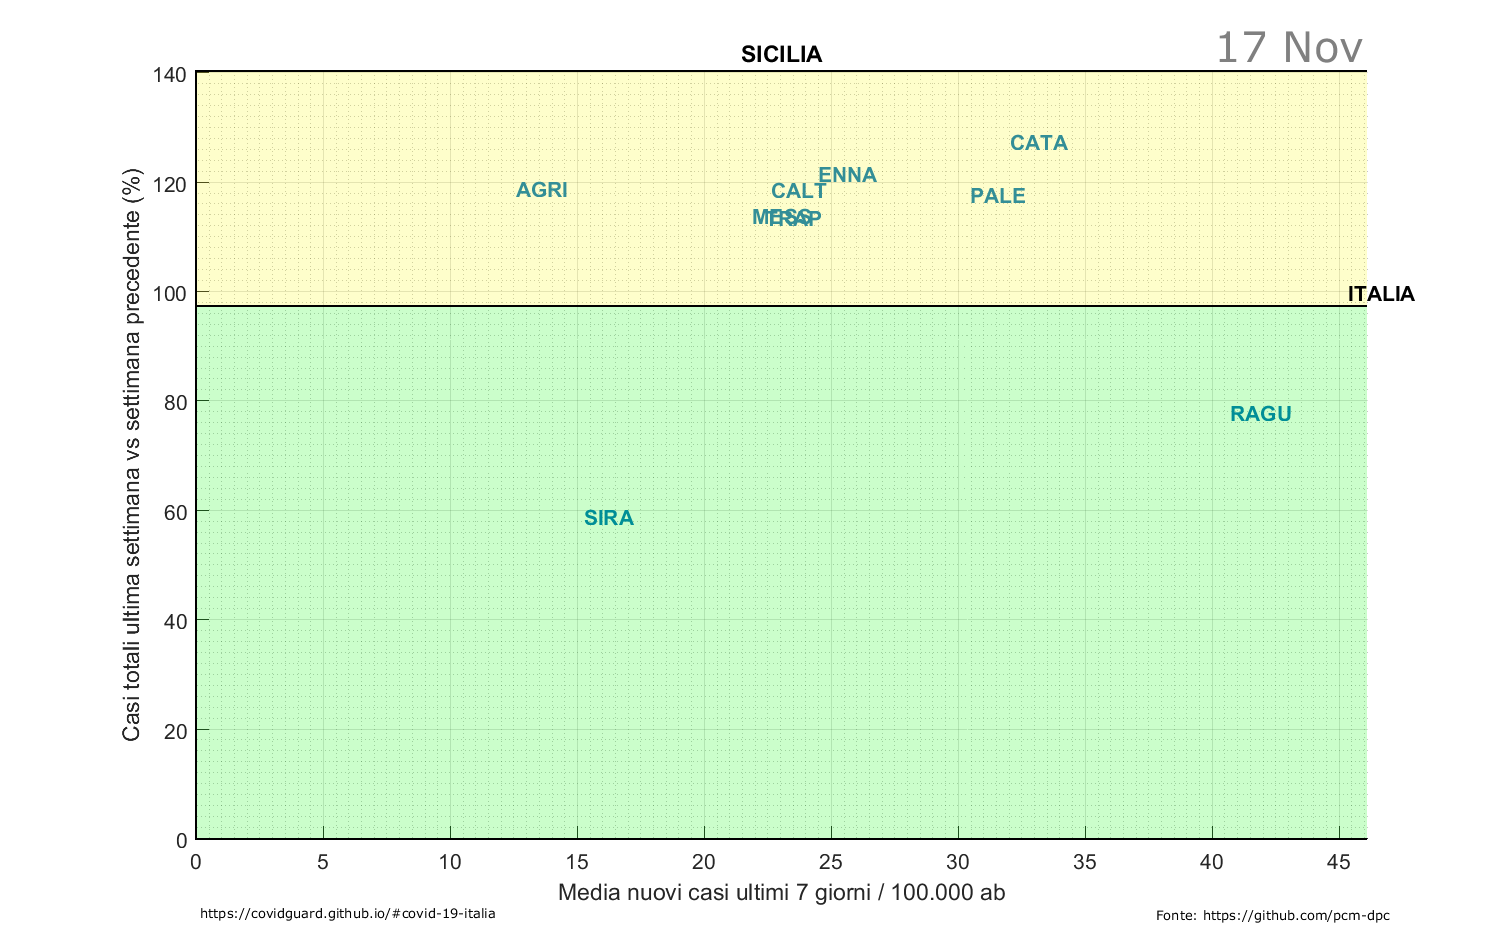 SICILIA
17 Nov
Casi totali ultima settimana vs settimana precedente (%)
140
120
100
80
60
40
20
0
CATA
ENNA
AGRI
CALT
PALE
MESS
TRAP
ITALIA
RAGU
SIRA
0 5 10 15 20 25 30 35 40 45
Media nuovi casi ultimi 7 giorni / 100.000 ab
https://covidguard.github.io/#covid-19-italia
Fonte: https://github.com/pcm-dpc